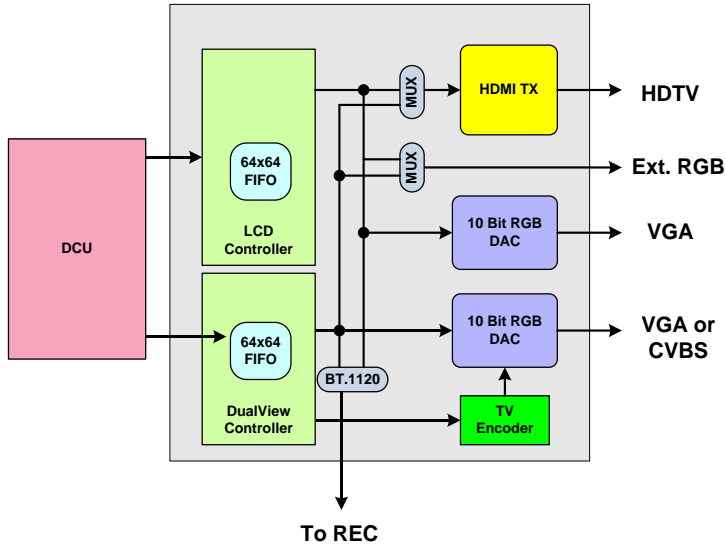 DCU
64x64
FIFO
LCD
Controller
64x64
FIFO
DualView
Controller
MUX
MUX
BT.1120
HDMI TX
10 Bit RGB
DAC
10 Bit RGB
DAC
TV
Encoder
HDTV
Ext. RGB
VGA
VGA or
CVBS
To REC